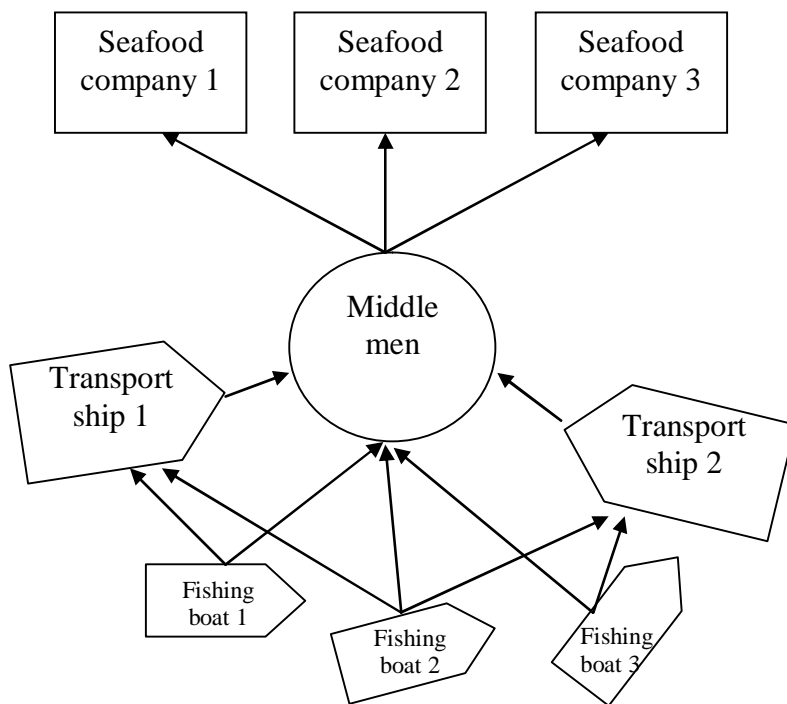 Seafood
company 1
Seafood
company 2
Seafood
company 3
Middle
men
Transport
ship 1
Transport
ship 2
Fishing
boat 1
Fishing
boat 2
Fishing
boat 3